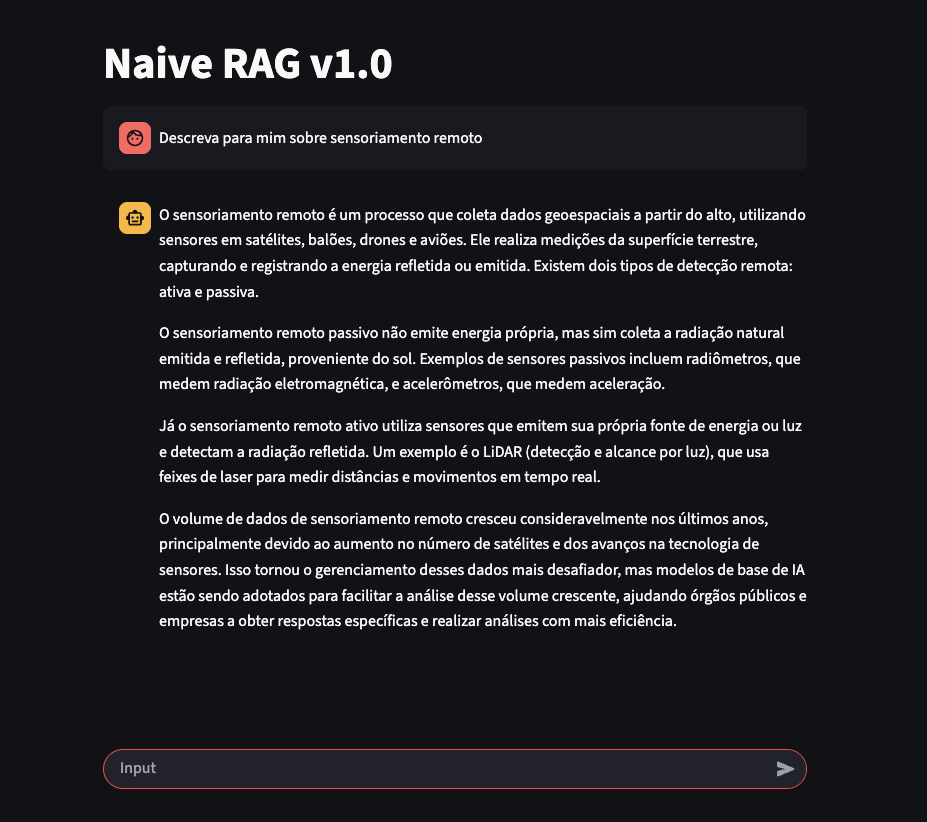 Naive RAG v1.0
Descreva para mim sobre sensoriamento remoto
O sensoriamento remoto é um processo que coleta dados geoespaciais a partir do alto, utilizando
sensores em satélites, balões, drones e aviões. Ele realiza medições da superfície terrestre,
capturando e registrando a energia refletida ou emitida. Existem dois tipos de detecção remota:
ativa e passiva.
O sensoriamento remoto passivo não emite energia própria, mas sim coleta a radiação natural
emitida e refletida, proveniente do sol. Exemplos de sensores passivos incluem radiômetros, que
medem radiação eletromagnética, e acelerômetros, que medem aceleração.
Já o sensoriamento remoto ativo utiliza sensores que emitem sua própria fonte de energia ou luz
e detectam a radiação refletida. Um exemplo é o LiDAR (detecção e alcance por luz), que usa
feixes de laser para medir distâncias e movimentos em tempo real.
O volume de dados de sensoriamento remoto cresceu consideravelmente nos últimos anos,
principalmente devido ao aumento no número de satélites e dos avanços na tecnologia de
sensores. Isso tornou o gerenciamento desses dados mais desafiador, mas modelos de base de IA
estão sendo adotados para facilitar a análise desse volume crescente, ajudando órgãos públicos e
empresas a obter respostas específicas e realizar análises com mais eficiência.
Input